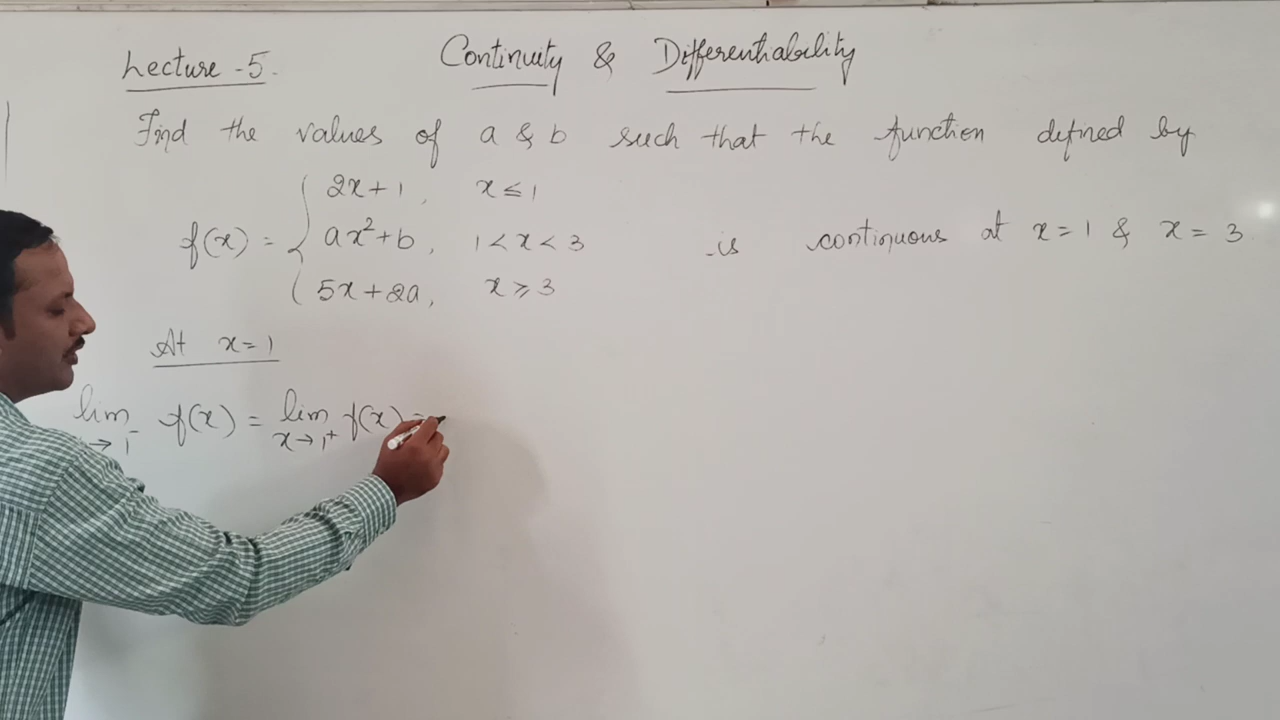 Lecture - 5. Continuity & Differentiability
Find the values of a & b such that the function defined by
f(x) = { 2x+1, x ≤ 1
ax²+b, 1 < x < 3 is continuous at x=1 & x=3
5x+2a, x ≥ 3
At x=1
lim → 1⁻ f(x) = lim x→1⁺ f(x) =